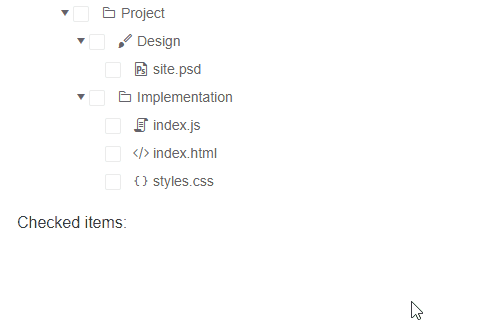 Project
Design
site.psd
Implementation
index.js
index.html
styles.css
Checked items: